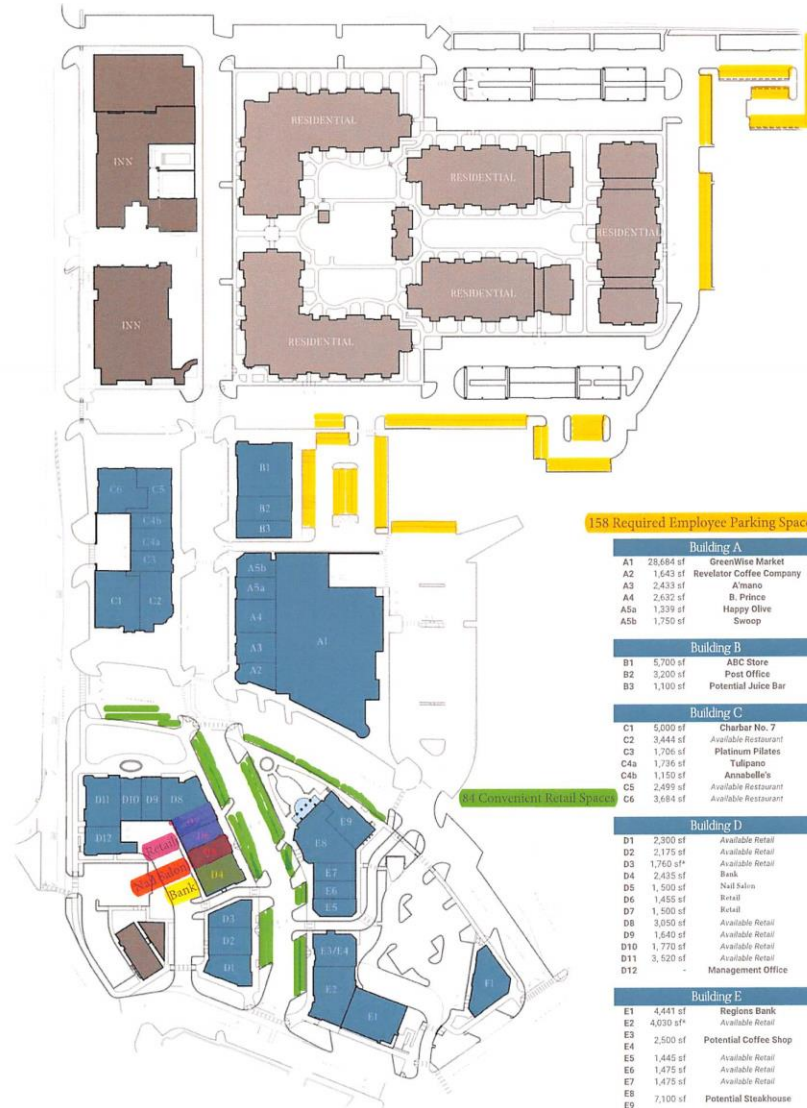 RESIDENTIAL
INN
RESIDENTIAL
RESIDENTIAL
RESIDENTIAL
INN
RESIDENTIAL
B1
C6 C5
B2
C4b
B3
C4a
C3
158 Required Employee Parking Spac
Building A
A1 28,684 sf GreenWise Market
A2 1,643 sf Revelator Coffee Company
A3 2,433 sf A'mano
A4 2,632 sf B. Prince
A5a 1,339 sf Happy Olive
A5b 1,750 sf Swoop
A5b
A5a
C1 C2
A4
A1
A3
A2
Building B
B1 5,700 sf ABC Store
B2 3,200 sf Post Office
B3 1,100 sf Potential Juice Bar
Building C
C1 5,000 sf Charbar No. 7
C2 3,444 sf Available Restaurant
C3 1,706 sf Platinum Pilates
C4a 1,736 sf Tulipano
C4b 1,150 sf Annabelle's
C5 2,499 sf Available Restaurant
C6 3,684 sf Available Restaurant
84 Convenient Retail Spaces
D11 D10 D9 D8
D12
Retail
D6
Nail Salon
Bank
D4
E9
E8
E7
E6
E5
D3
D2
D1
E3/E4
E2
E1
F1
Building D
D1 2,300 sf Available Retail
D2 2,175 sf Available Retail
D3 1,760 sf* Available Retail
D4 2,435 sf Bank
D5 1,500 sf Nail Salon
D6 1,455 sf Retail
D7 1,500 sf Retail
D8 3,050 sf Available Retail
D9 1,640 sf Available Retail
D10 1,770 sf Available Retail
D11 3,520 sf Available Retail
D12 - Management Office
Building E
E1 4,441 sf Regions Bank
E2 4,030 sf* Available Retail
E3
E4 2,500 sf Potential Coffee Shop
E5 1,445 sf Available Retail
E6 1,475 sf Available Retail
E7 1,475 sf Available Retail
E8
E9 7,100 sf Potential Steakhouse